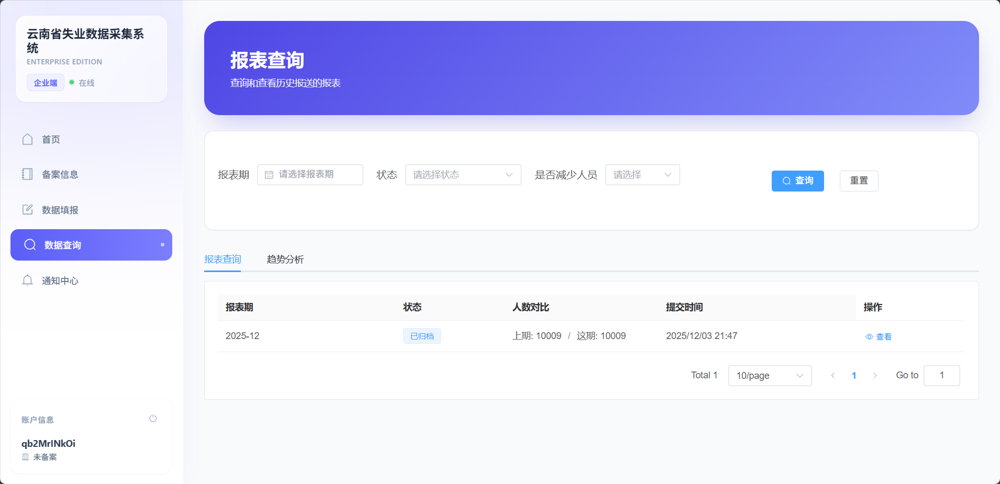 云南省失业数据采集系
统
ENTERPRISE EDITION
企业端 在线
首页
备案信息
数据填报
数据查询
通知中心
账户信息
qb2MrINkOi
未备案
报表查询
查询和查看历史报送的报表
报表期 请选择报表期 状态 请选择状态 是否减少人员 请选择 查询 重置
报表查询 趋势分析
报表期 状态 人数对比 提交时间 操作
2025-12 已归档 上期: 10009 / 这期: 10009 2025/12/03 21:47 查看
Total 1 10/page 1 Go to 1